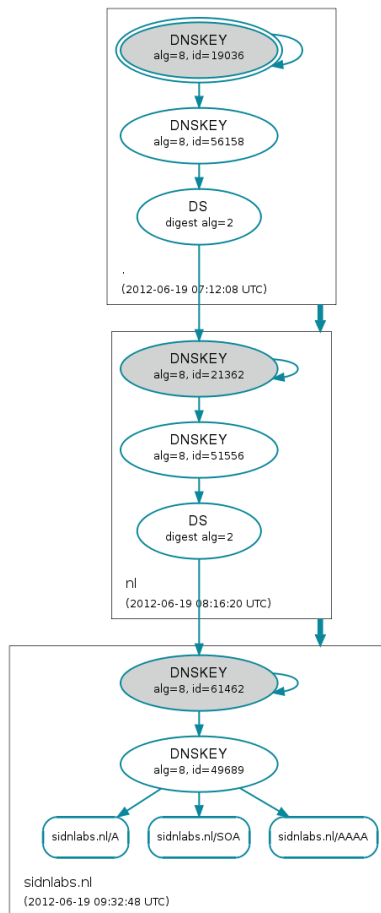 DNSKEY
alg=8, id=19036
DNSKEY
alg=8, id=56158
DS
digest alg=2
.
(2012-06-19 07:12:08 UTC)
DNSKEY
alg=8, id=21362
DNSKEY
alg=8, id=51556
DS
digest alg=2
nl
(2012-06-19 08:16:20 UTC)
DNSKEY
alg=8, id=61462
DNSKEY
alg=8, id=49689
sidnlabs.nl/A
sidnlabs.nl/SOA
sidnlabs.nl/AAAA
sidnlabs.nl
(2012-06-19 09:32:48 UTC)